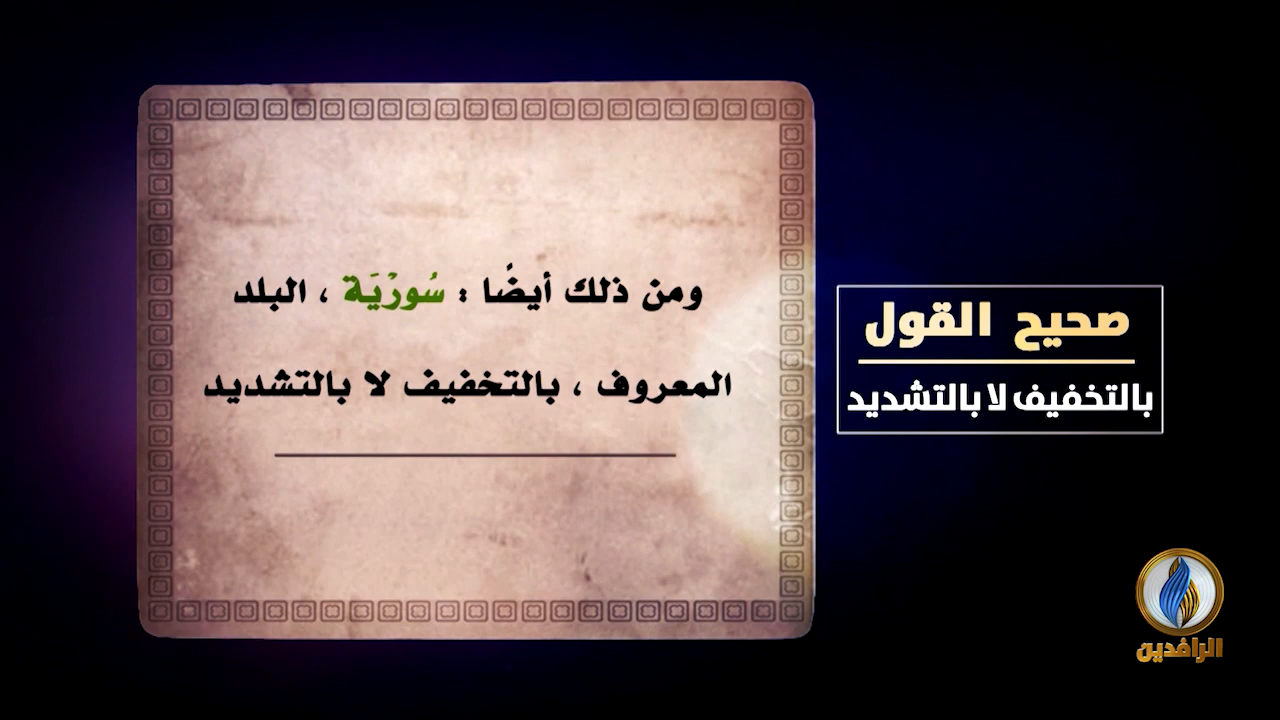 ومن ذلك أيضًا : سُورْيَة ، البلد
المعروف ، بالتخفيف لا بالتشديد
صحيح القول
بالتخفيف لا بالتشديد
الرافدين